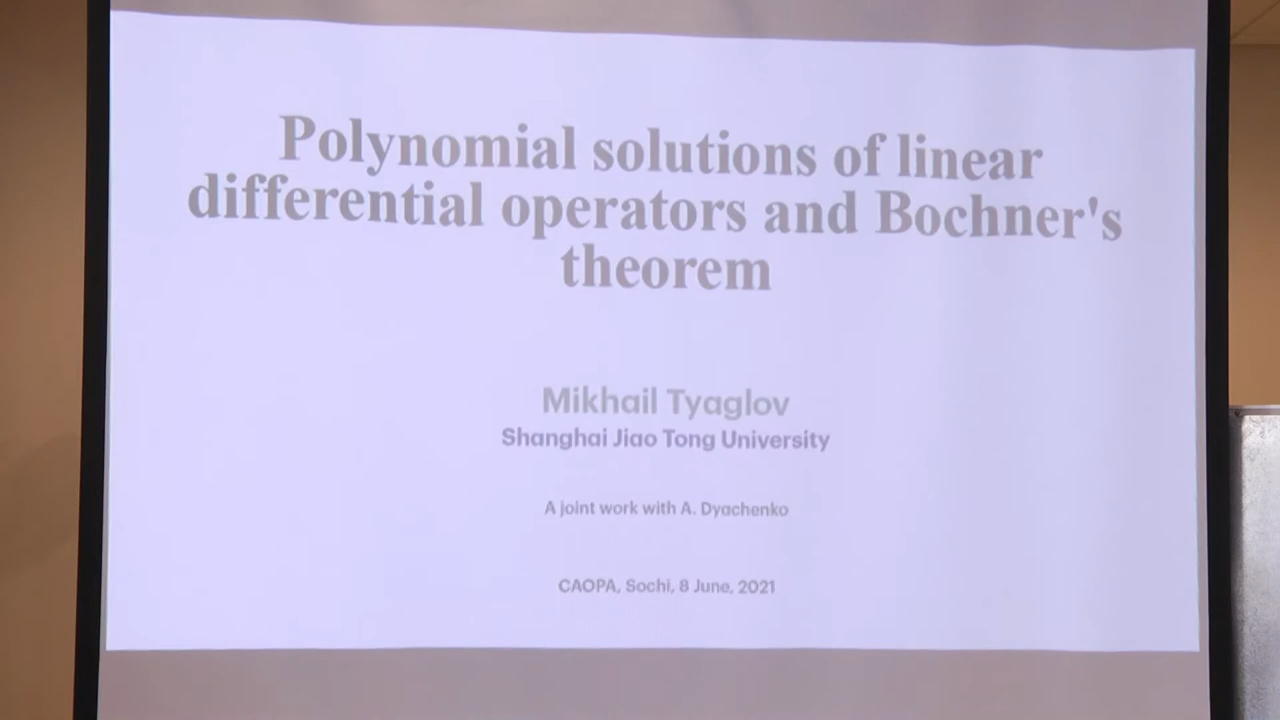 Polynomial solutions of linear
differential operators and Bochner's
theorem
Mikhail Tyaglov
Shanghai Jiao Tong University
A joint work with A. Dyachenko
CAOPA, Sochi, 8 June, 2021